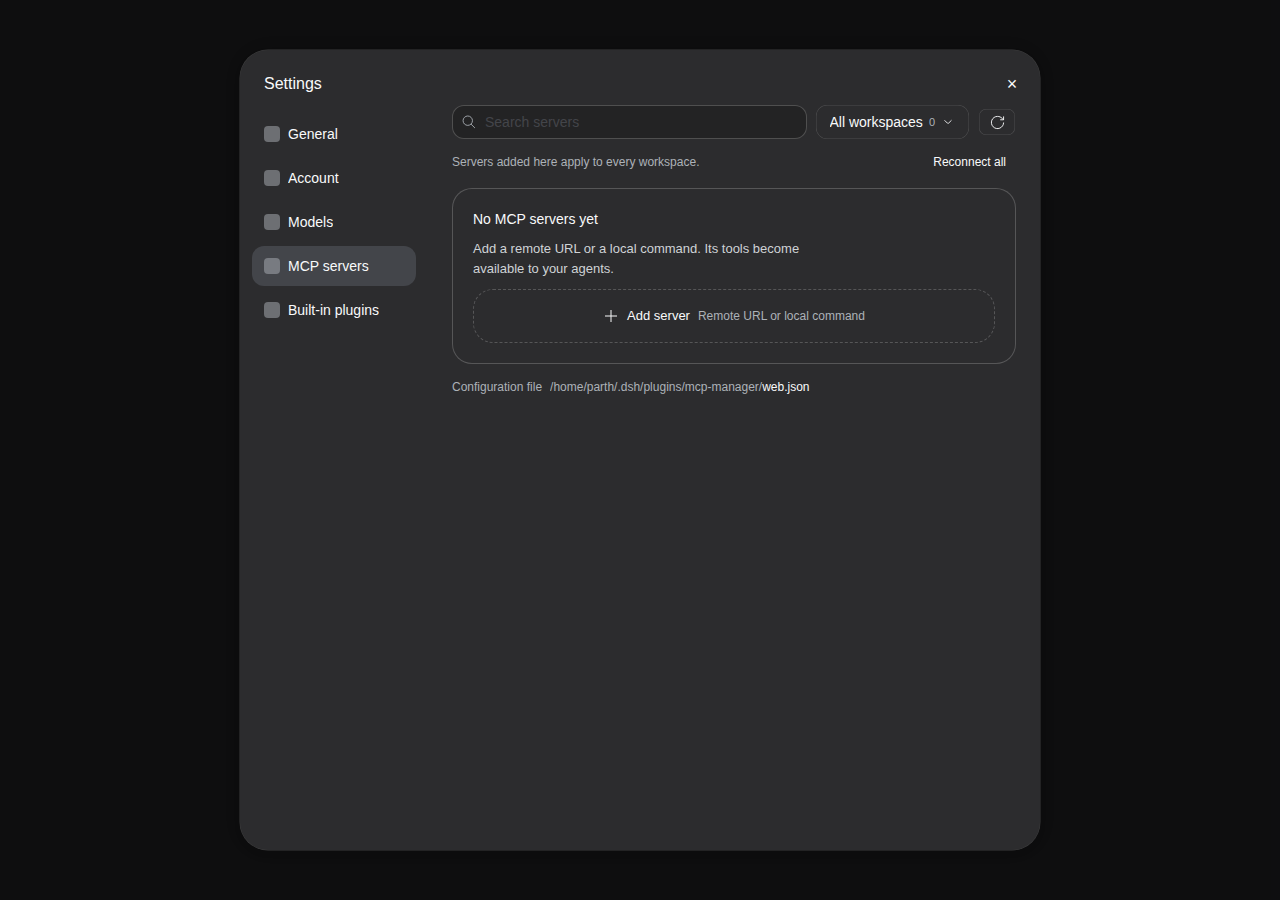 Settings
×
General
Account
Models
MCP servers
Built-in plugins
Search servers
All workspaces 0
Servers added here apply to every workspace.
Reconnect all
No MCP servers yet
Add a remote URL or a local command. Its tools become
available to your agents.
Add server Remote URL or local command
Configuration file /home/parth/.dsh/plugins/mcp-manager/web.json